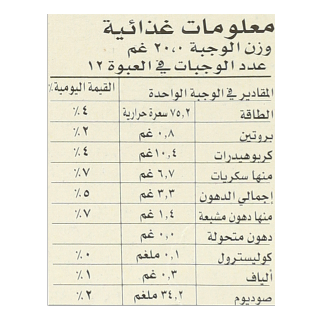 معلومات غذائية
وزن الوجبة ٢٠,٠ غم
عدد الوجبات في العبوة ١٢
المقادير في الوجبة الواحدة القيمة اليومية٪
الطاقة ٧٥,٢ سعرة حرارية ٤٪
بروتين ٠,٨ غم ٢٪
كربوهيدرات ١٠,٤ غم ٤٪
منها سكريات ٦,٧ غم ٧٪
إجمالي الدهون ٣,٣ غم ٥٪
منها دهون مشبعة ١,٤ غم ٧٪
دهون متحولة ٠,٠ غم
كوليسترول ٠,١ ملغم ٠٪
ألياف ٠,٣ غم ١٪
صوديوم ٣٤,٢ ملغم ٢٪